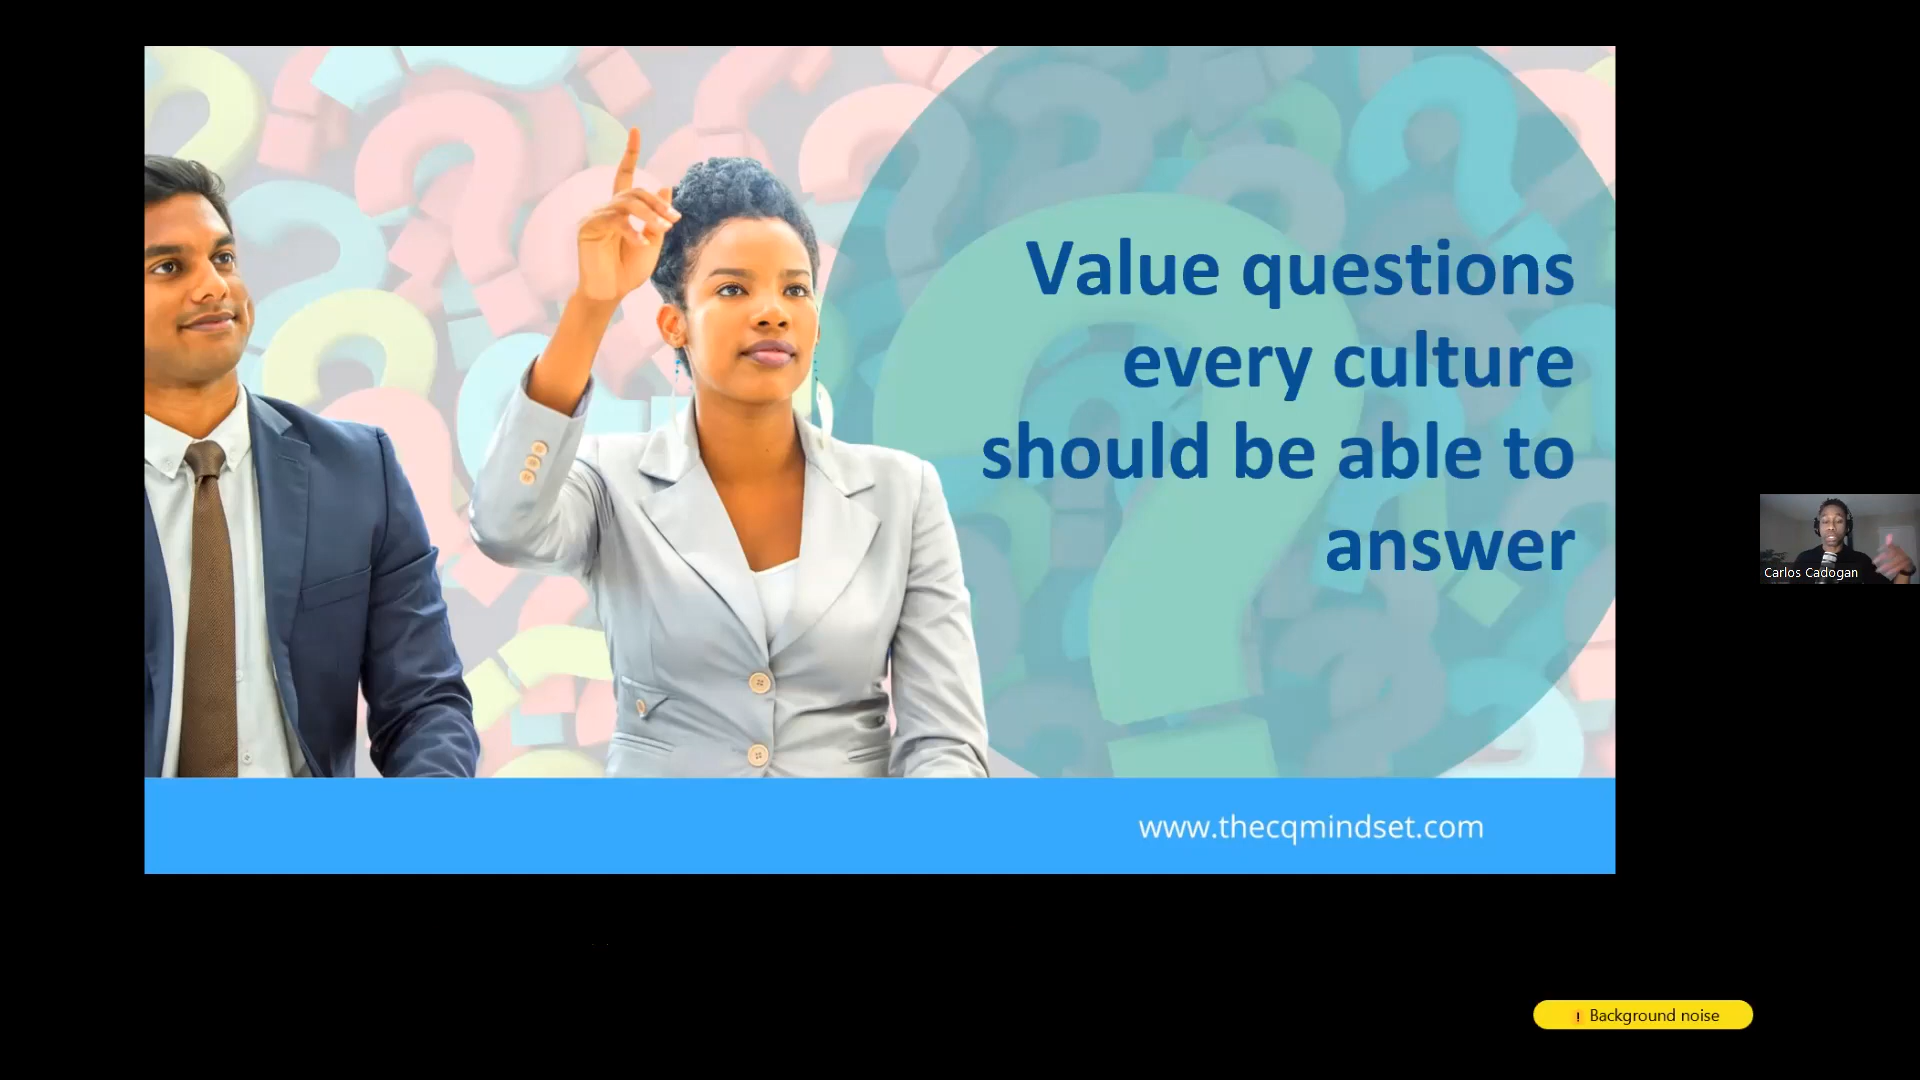 Value questions
every culture
should be able to
answer
www.thecqmindset.com
Carlos Cadogan
! Background noise